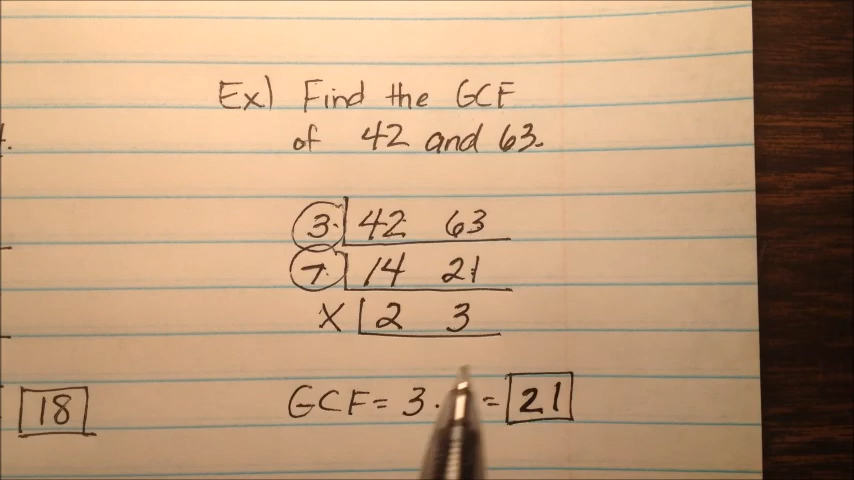 Ex) Find the GCF
of 42 and 63.
3 42 63
7 14 21
X 2 3
GCF = 3 · = 21
18